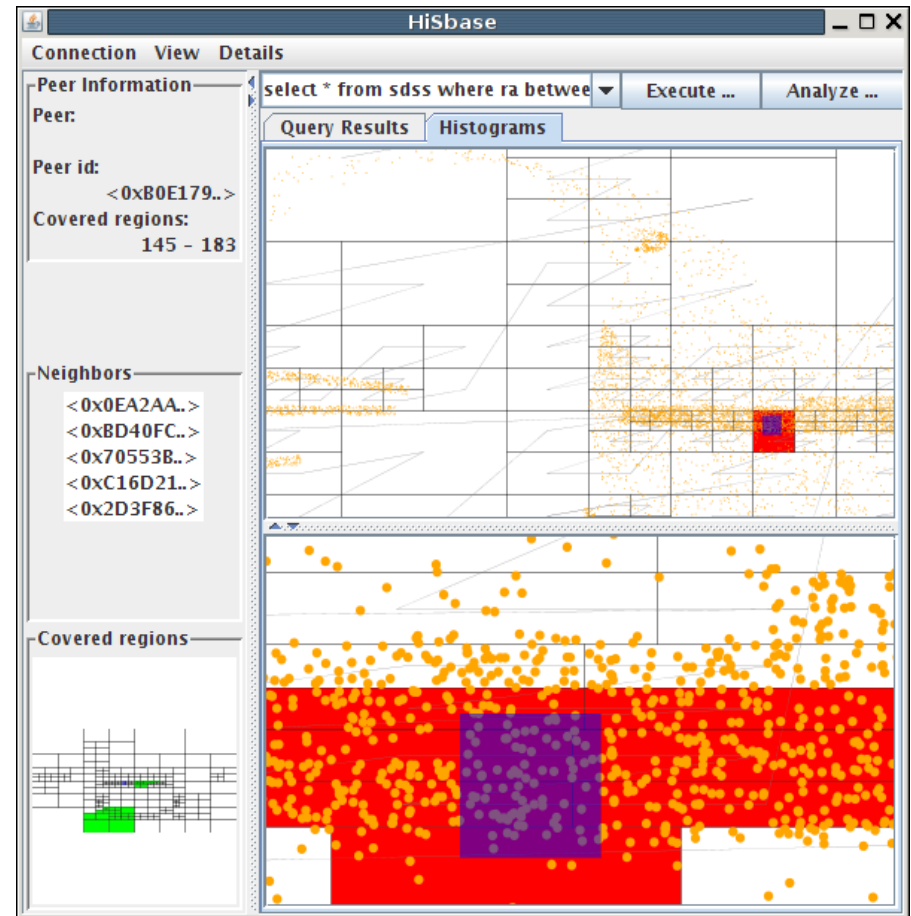 HiSbase
Connection View Details
Peer Information
Peer:
Peer id:
<0xB0E179..>
Covered regions:
145 - 183
Neighbors
<0x0EA2AA..>
<0xBD40FC..>
<0x70553B..>
<0xC16D21..>
<0x2D3F86..>
Covered regions
select * from sdss where ra betwee
Execute ...
Analyze ...
Query Results
Histograms